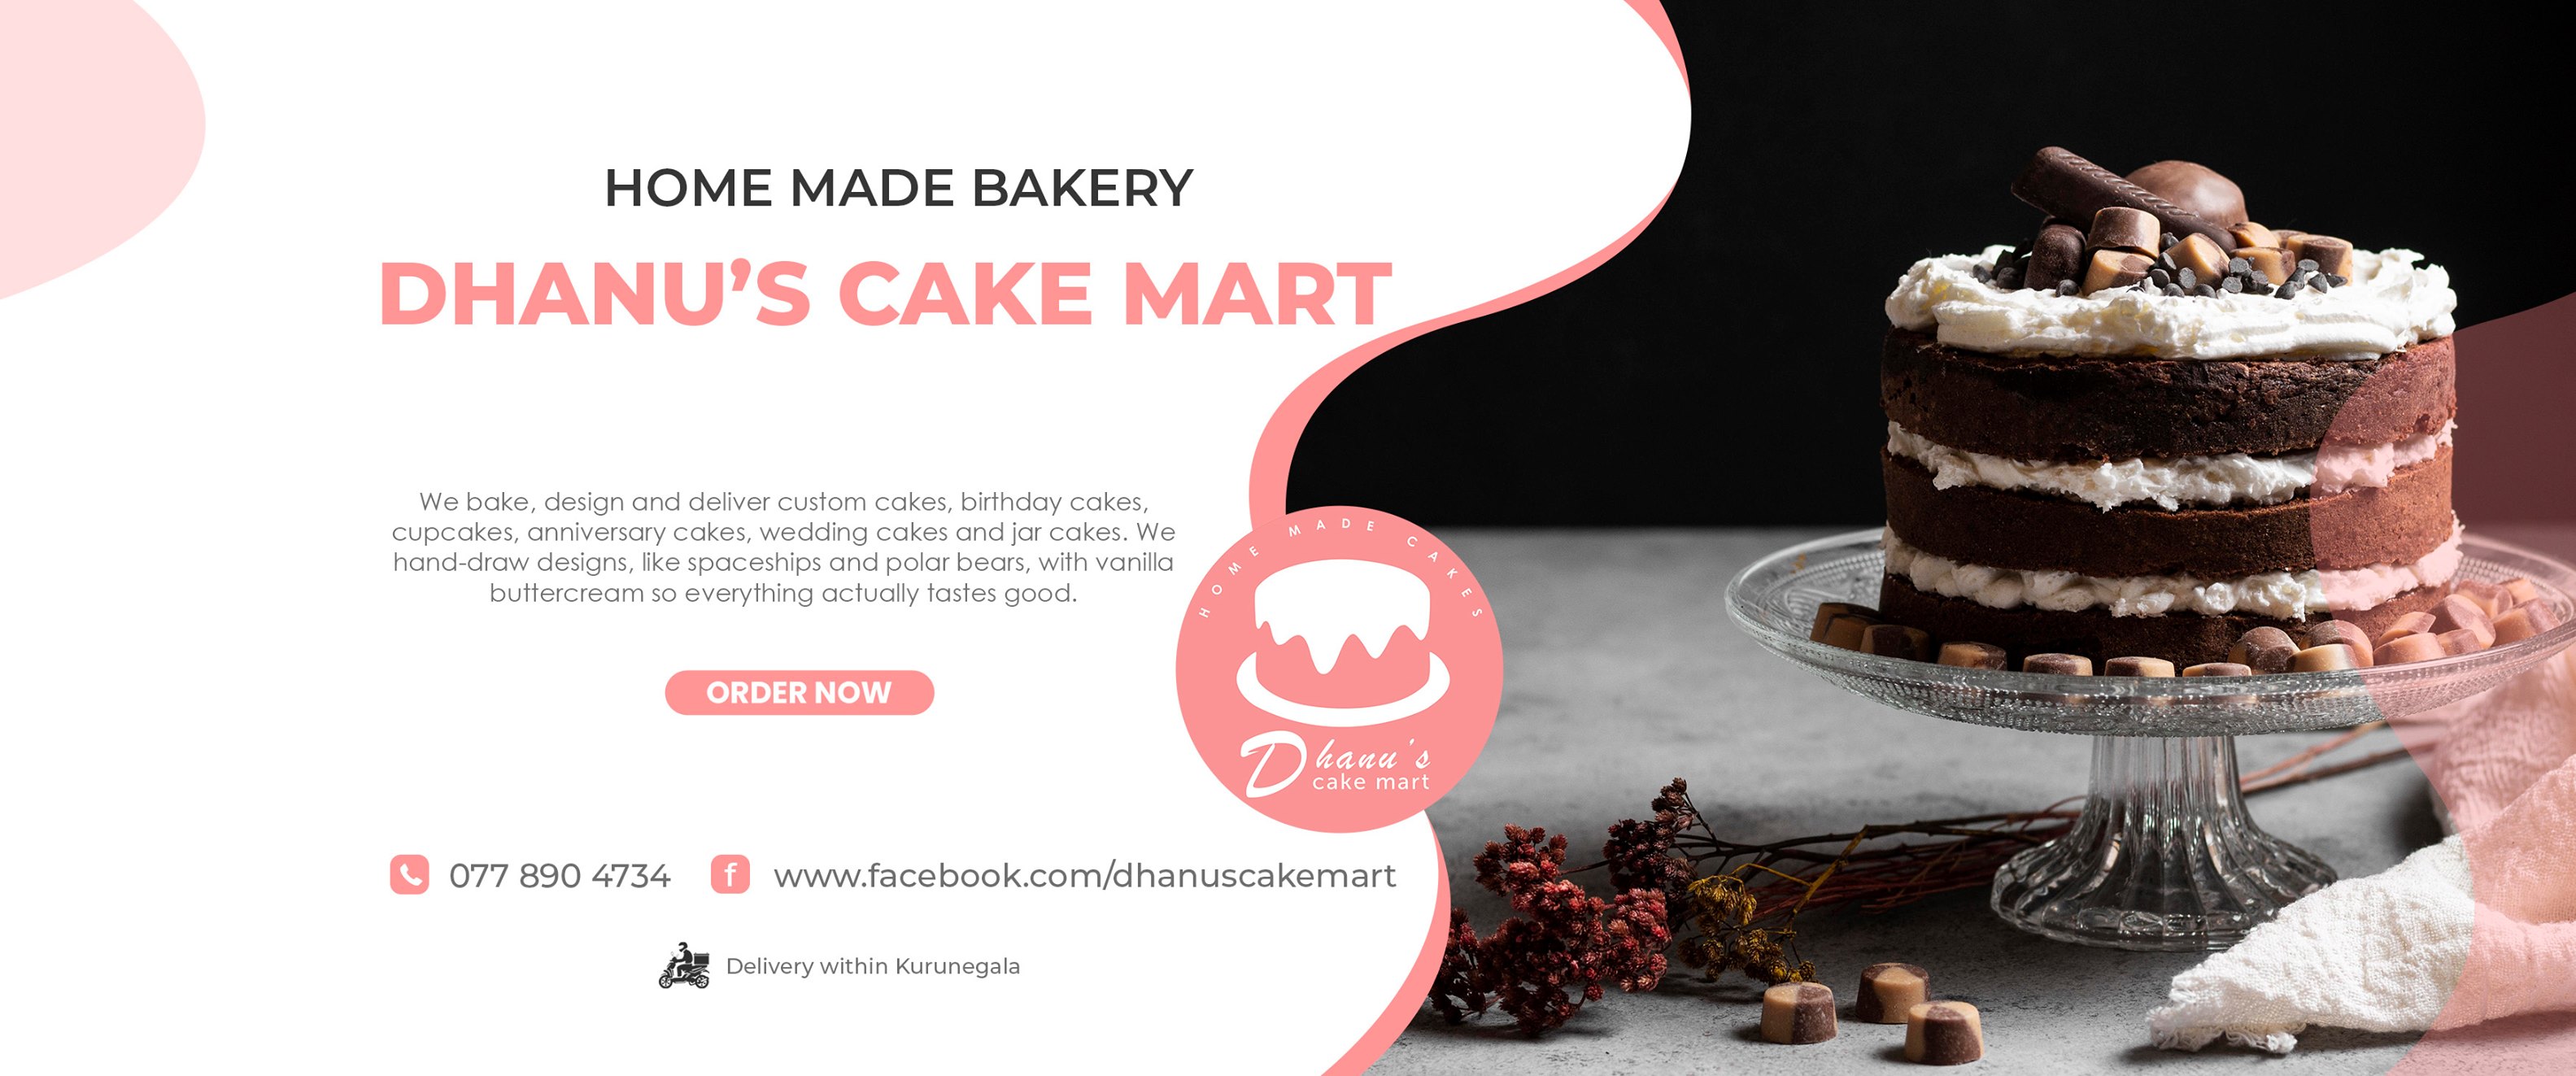 HOME MADE BAKERY
DHANU’S CAKE MART
We bake, design and deliver custom cakes, birthday cakes,
cupcakes, anniversary cakes, wedding cakes and jar cakes. We
hand-draw designs, like spaceships and polar bears, with vanilla
buttercream so everything actually tastes good.
ORDER NOW
HOME MADE CAKES
Dhanu's
cake mart
077 890 4734
f www.facebook.com/dhanuscakemart
Delivery within Kurunegala